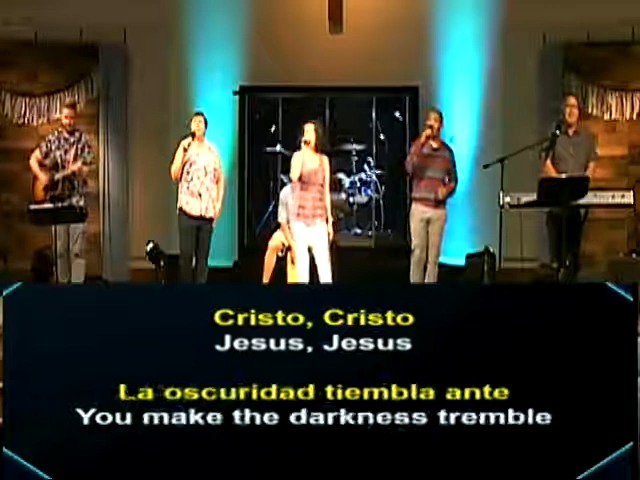 Cristo, Cristo
Jesus, Jesus
La oscuridad tiembla ante
You make the darkness tremble